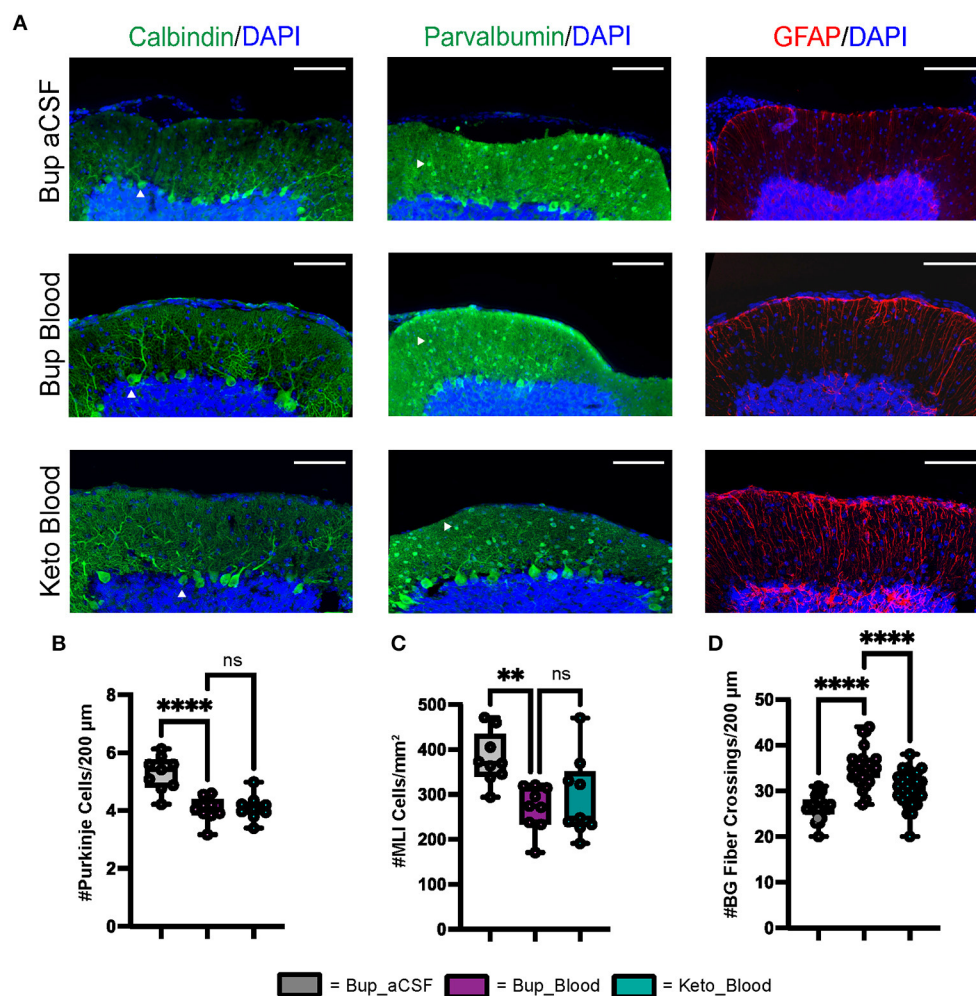 A
Calbindin/DAPI
Parvalbumin/DAPI
GFAP/DAPI
Bup aCSF
Bup Blood
Keto Blood
B
#Purkinje Cells/200 µm
8
6
4
2
0
****
ns
C
#MLI Cells/mm²
500
400
300
200
100
0
**
ns
D
#BG Fiber Crossings/200 µm
50
40
30
20
10
0
****
****
= Bup_aCSF
= Bup_Blood
= Keto_Blood